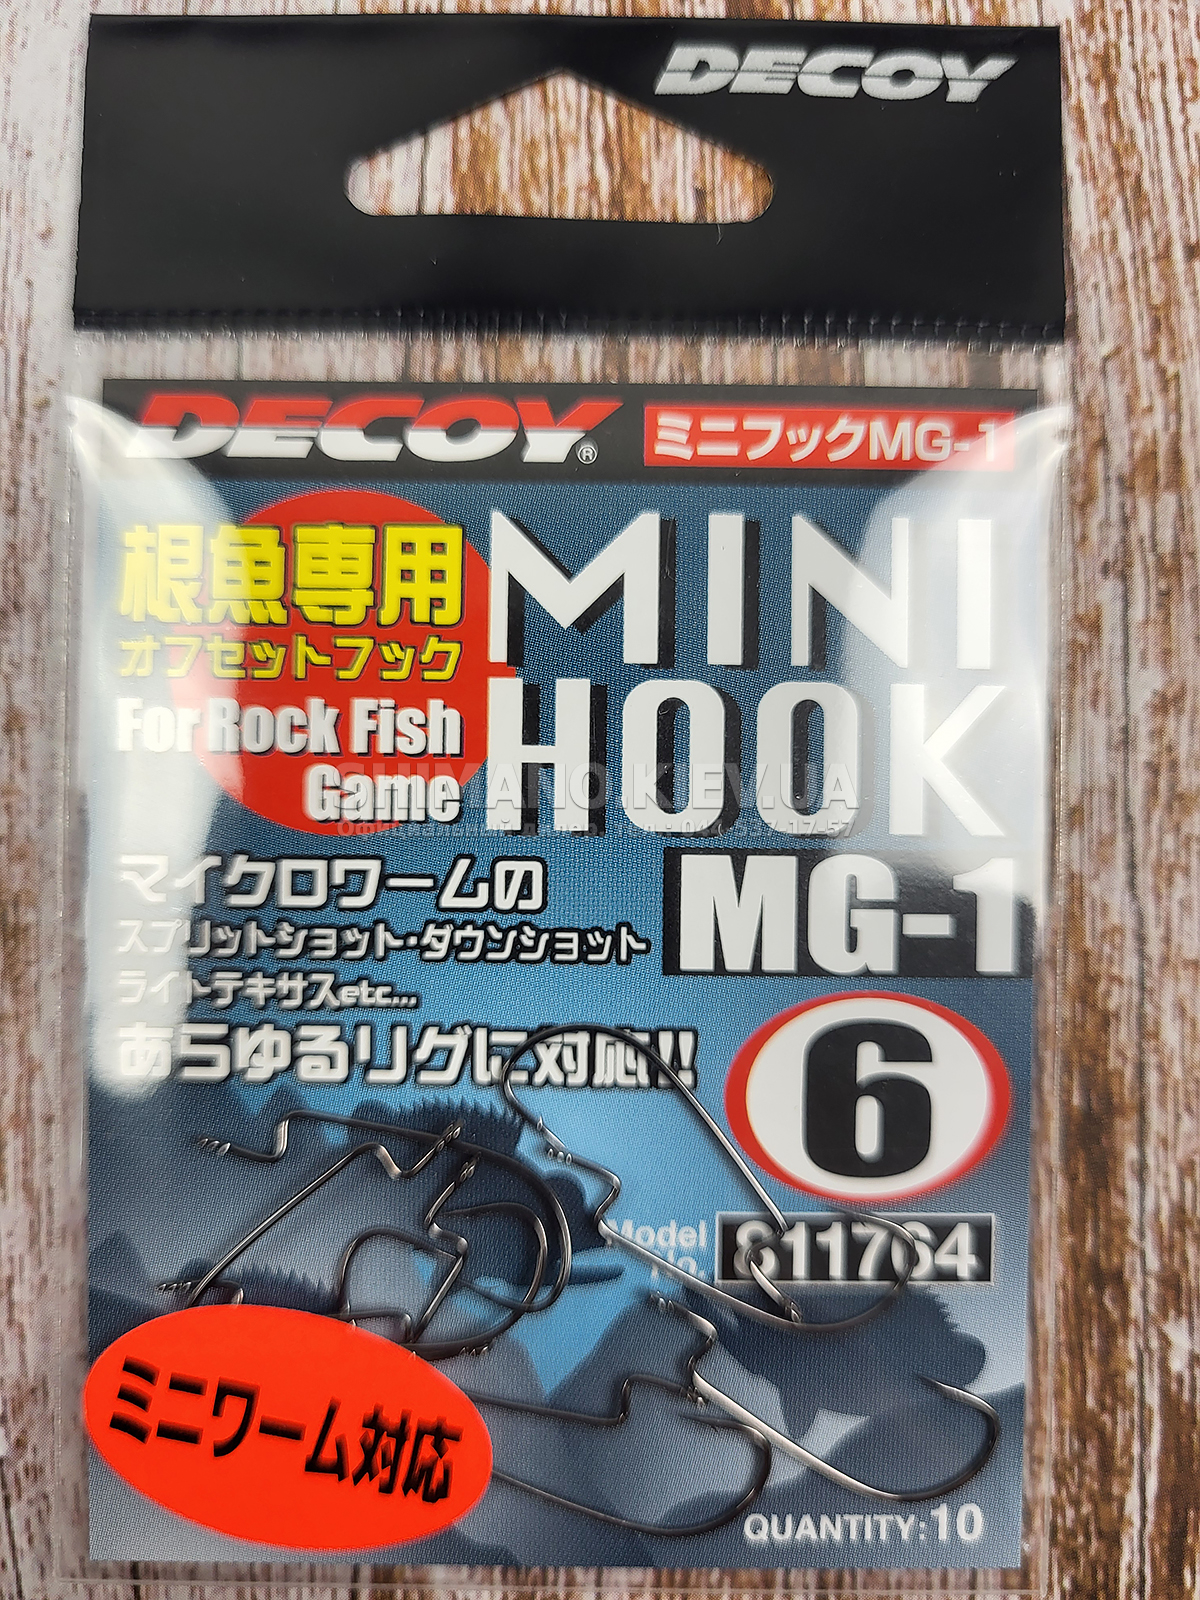 DECOY
DECOY®
ミニフックMG-1
根魚専用
オフセットフック
For Rock Fish
Game
MINI
HOOK
MG-1
SHIMANO.KIEV.UA
マイクロワームの
スプリットショット・ダウンショット
ライトテキサスetc...
あらゆるリグに対応!!
6
Model
No.
811764
ミニワーム対応
QUANTITY:10